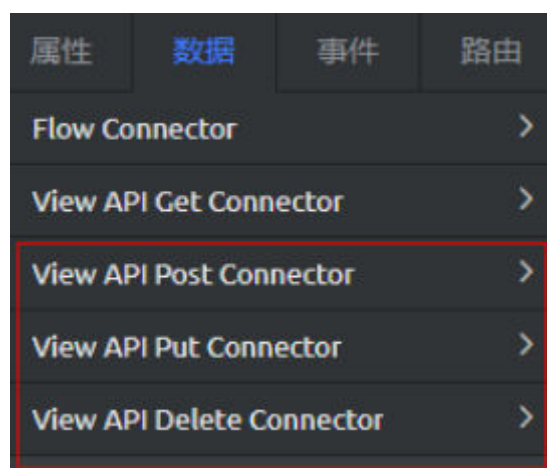 属性 数据 事件 路由
Flow Connector
View API Get Connector
View API Post Connector
View API Put Connector
View API Delete Connector